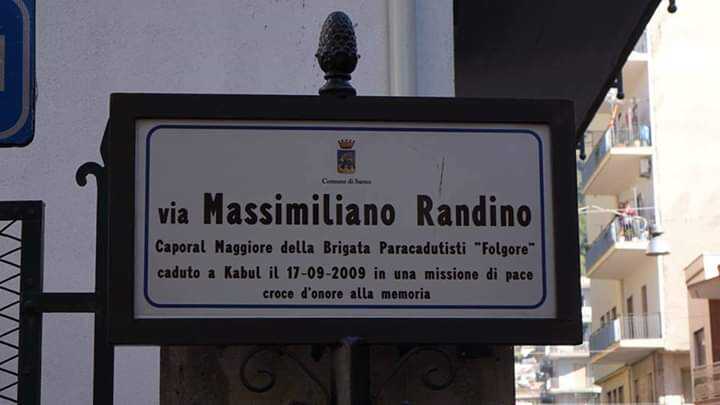 Comune di Sarno
via Massimiliano Randino
Caporal Maggiore della Brigata Paracadutisti "Folgore"
caduto a Kabul il 17-09-2009 in una missione di pace
croce d'onore alla memoria